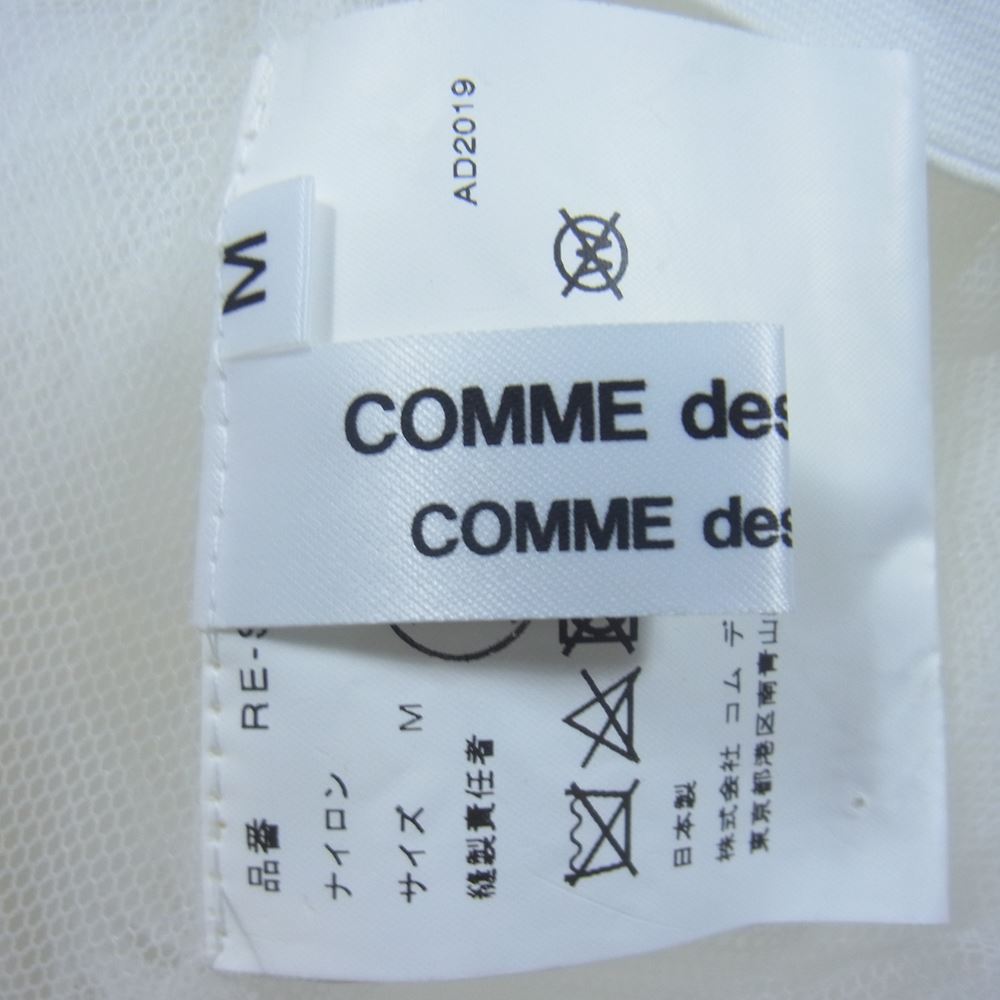 AD2019
M
COMME des
COMME des
品番 RE-S
ナイロン
サイズ M
縫製責任者
日本製
株式会社 コム デ
東京都港区南青山